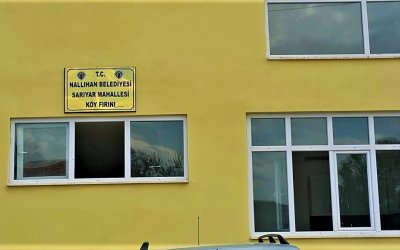 T.C.
NALLIHAN BELEDİYESİ
SARIYAR MAHALLESİ
KÖY FIRINI